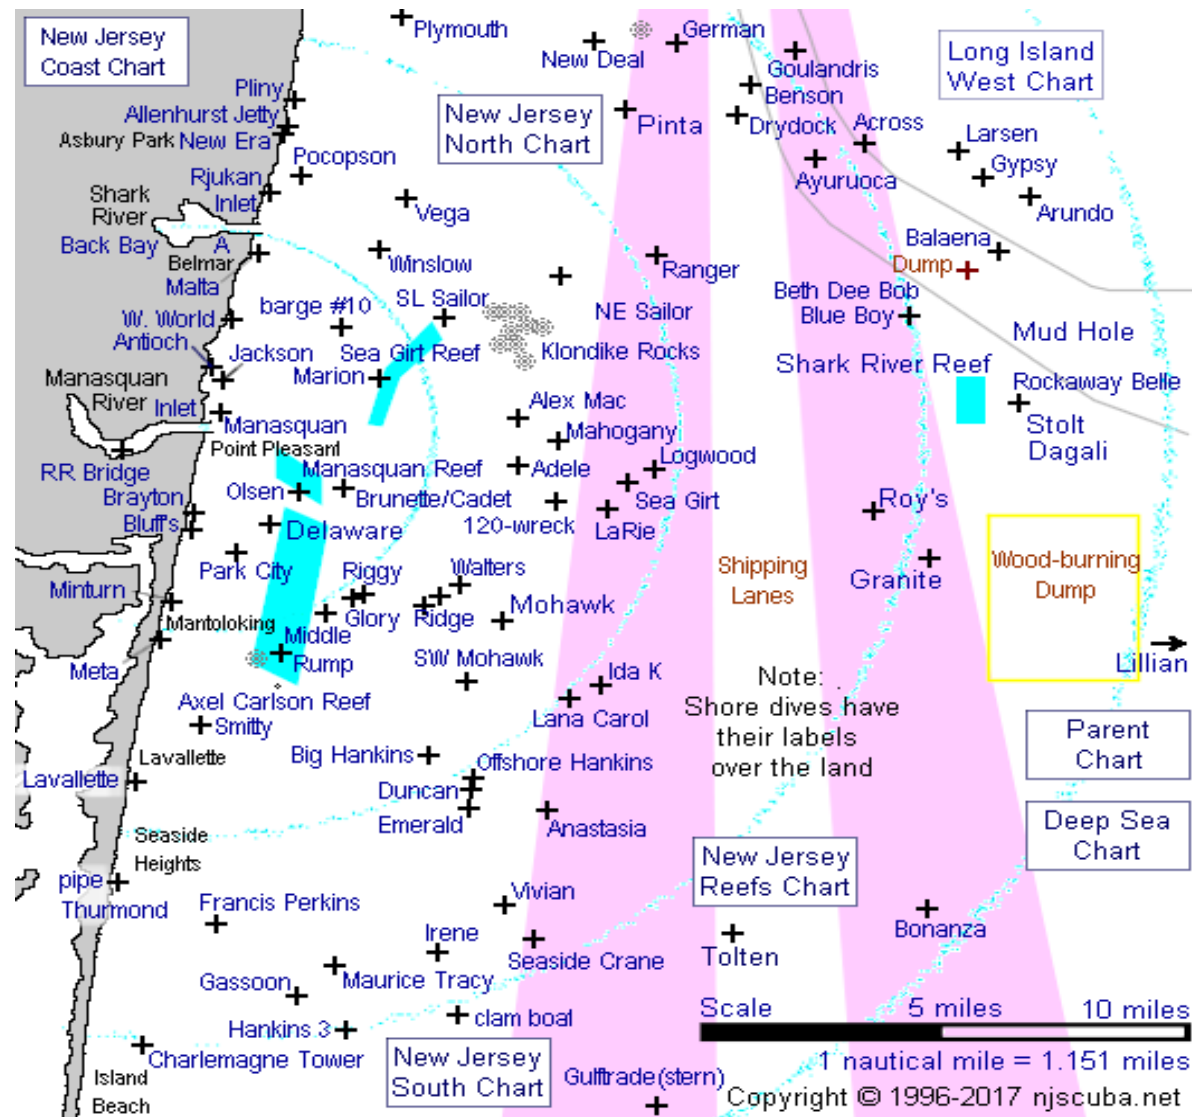 New Jersey
Coast Chart
Plymouth
New Deal
German
Goulandris
Benson
Drydock
Long Island
West Chart
Pliny
Allenhurst Jetty
Asbury Park
New Era
New Jersey
North Chart
Pinta
Across
Larsen
Gypsy
Ayuruoca
Arundo
Pocopson
Rjukan
Inlet
Shark
River
Vega
Back Bay
A
Belmar
Malta
Winslow
Ranger
Balaena
Dump
barge #10
SL Sailor
NE Sailor
Beth Dee Bob
Blue Boy
Mud Hole
W. World
Antioch
Jackson
Sea Girt Reef
Marion
Klondike Rocks
Shark River Reef
Rockaway Belle
Stolt
Dagali
Manasquan
River
Inlet
Manasquan
Point Pleasant
Alex Mac
Mahogany
RR Bridge
Manasquan Reef
Adele
Logwood
Brayton
Olsen
Brunette/Cadet
Sea Girt
Bluff's
Delaware
120-wreck
LaRie
Roy's
Park City
Riggy
Walters
Shipping
Lanes
Granite
Wood-burning
Dump
Minturn
Mantoloking
Glory
Ridge
Mohawk
Middle
Rump
Meta
SW Mohawk
Ida K
Lillian
Note:
Shore dives have
their labels
over the land
Axel Carlson Reef
Smitty
Lana Carol
Parent
Chart
Big Hankins
Offshore Hankins
Lavallette
Lavallette
Duncan
Emerald
Anastasia
Deep Sea
Chart
Seaside
Heights
New Jersey
Reefs Chart
pipe
Thurmond
Francis Perkins
Vivian
Bonanza
Irene
Seaside Crane
Tolten
Maurice Tracy
Gassoon
Scale
5 miles
10 miles
Hankins 3
clam boal
Charlemagne Tower
New Jersey
South Chart
1 nautical mile = 1.151 miles
Island
Beach
Gulftrade(stern)
Copyright © 1996-2017 njscuba.net